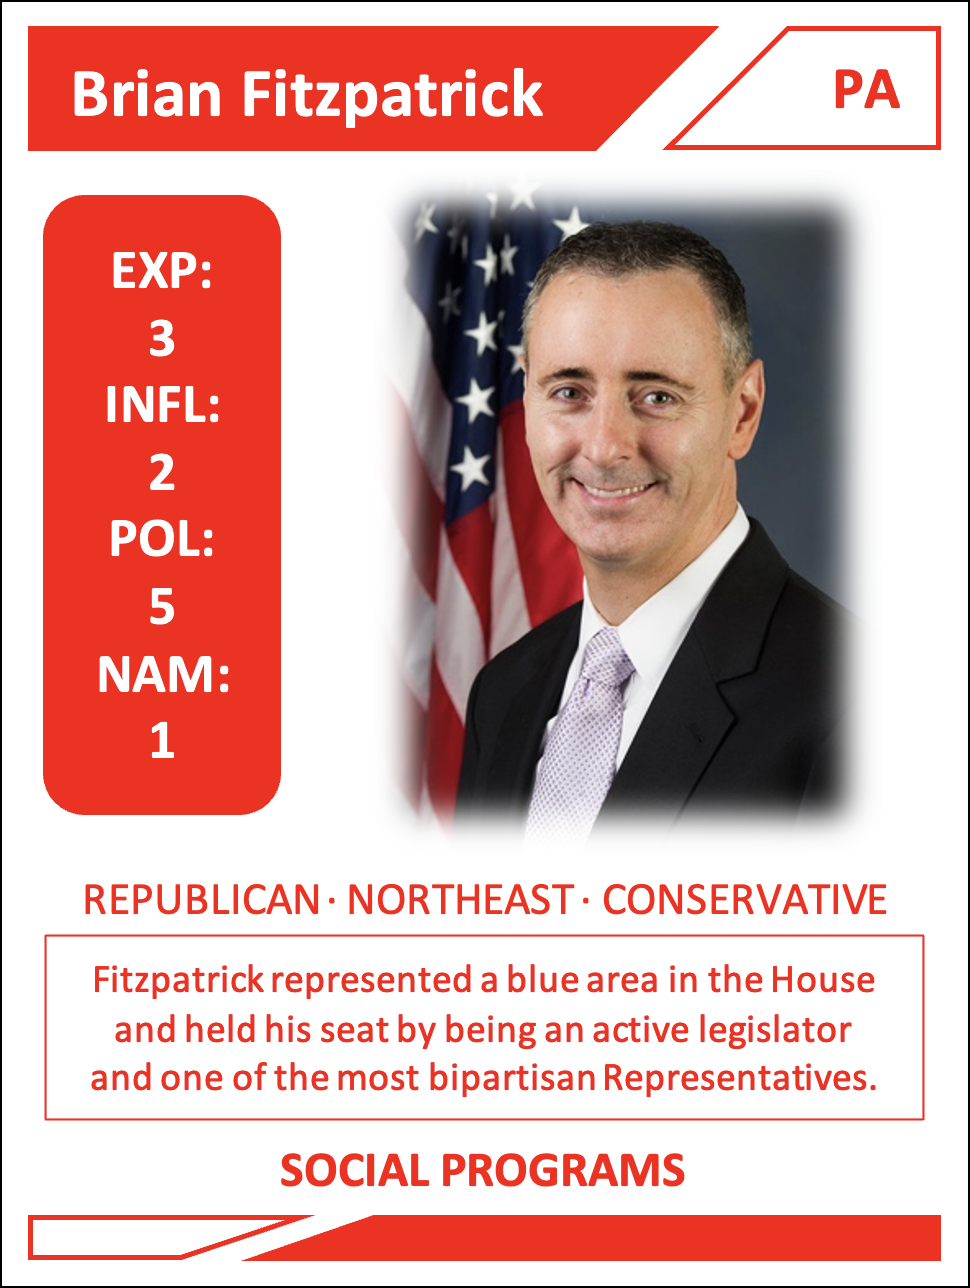 Brian Fitzpatrick
PA
EXP:
3
INFL:
2
POL:
5
NAM:
1
REPUBLICAN · NORTHEAST · CONSERVATIVE
Fitzpatrick represented a blue area in the House
and held his seat by being an active legislator
and one of the most bipartisan Representatives.
SOCIAL PROGRAMS